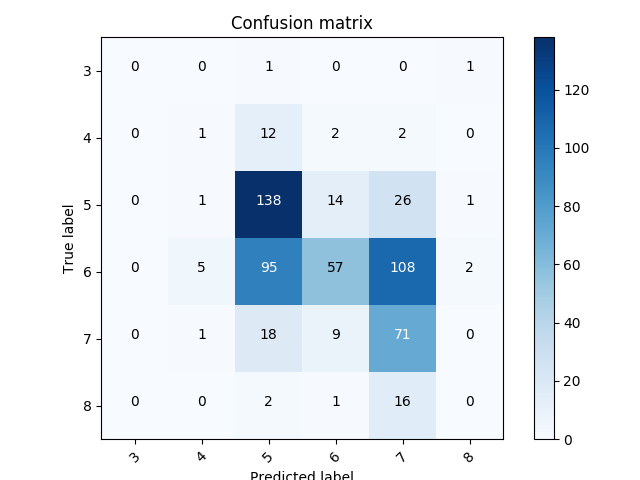 Confusion matrix
True label
3 0 0 1 0 0 1
4 0 1 12 2 2 0
5 0 1 138 14 26 1
6 0 5 95 57 108 2
7 0 1 18 9 71 0
8 0 0 2 1 16 0
3 4 5 6 7 8
Predicted label
120
100
80
60
40
20
0